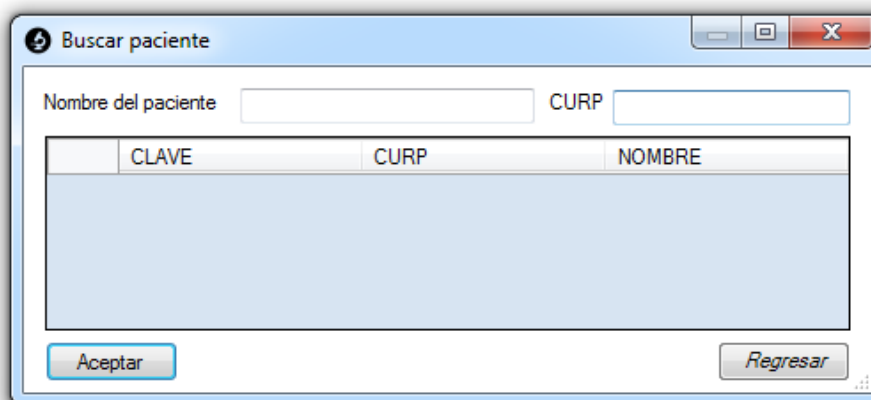 Buscar paciente
Nombre del paciente CURP
CLAVE CURP NOMBRE
Aceptar Regresar